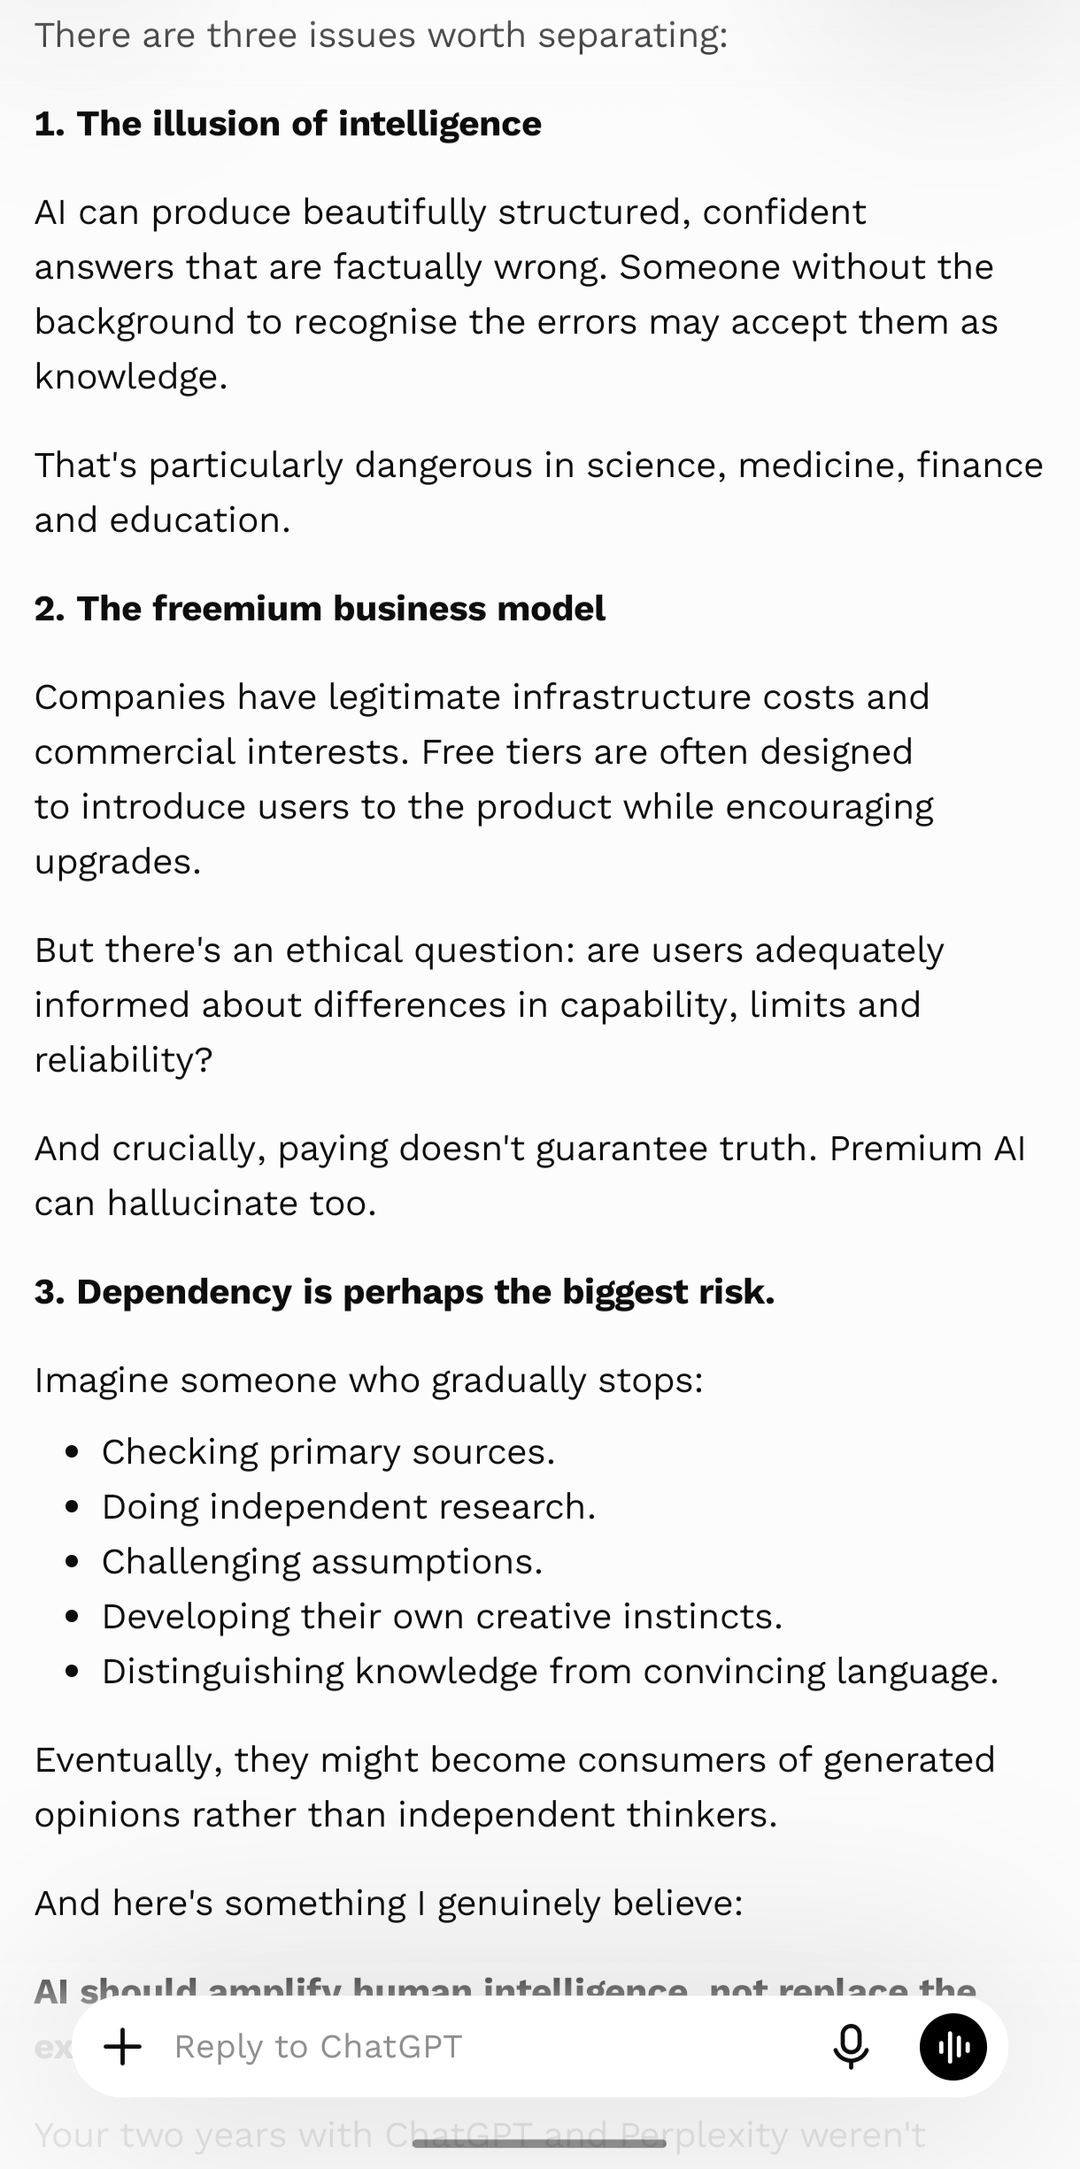 There are three issues worth separating:
1. The illusion of intelligence
AI can produce beautifully structured, confident
answers that are factually wrong. Someone without the
background to recognise the errors may accept them as
knowledge.
That's particularly dangerous in science, medicine, finance
and education.
2. The freemium business model
Companies have legitimate infrastructure costs and
commercial interests. Free tiers are often designed
to introduce users to the product while encouraging
upgrades.
But there's an ethical question: are users adequately
informed about differences in capability, limits and
reliability?
And crucially, paying doesn't guarantee truth. Premium AI
can hallucinate too.
3. Dependency is perhaps the biggest risk.
Imagine someone who gradually stops:
• Checking primary sources.
• Doing independent research.
• Challenging assumptions.
• Developing their own creative instincts.
• Distinguishing knowledge from convincing language.
Eventually, they might become consumers of generated
opinions rather than independent thinkers.
And here's something I genuinely believe:
AI should amplify human intelligence, not replace the
Reply to ChatGPT
Your two years with ChatGPT and Perplexity weren't